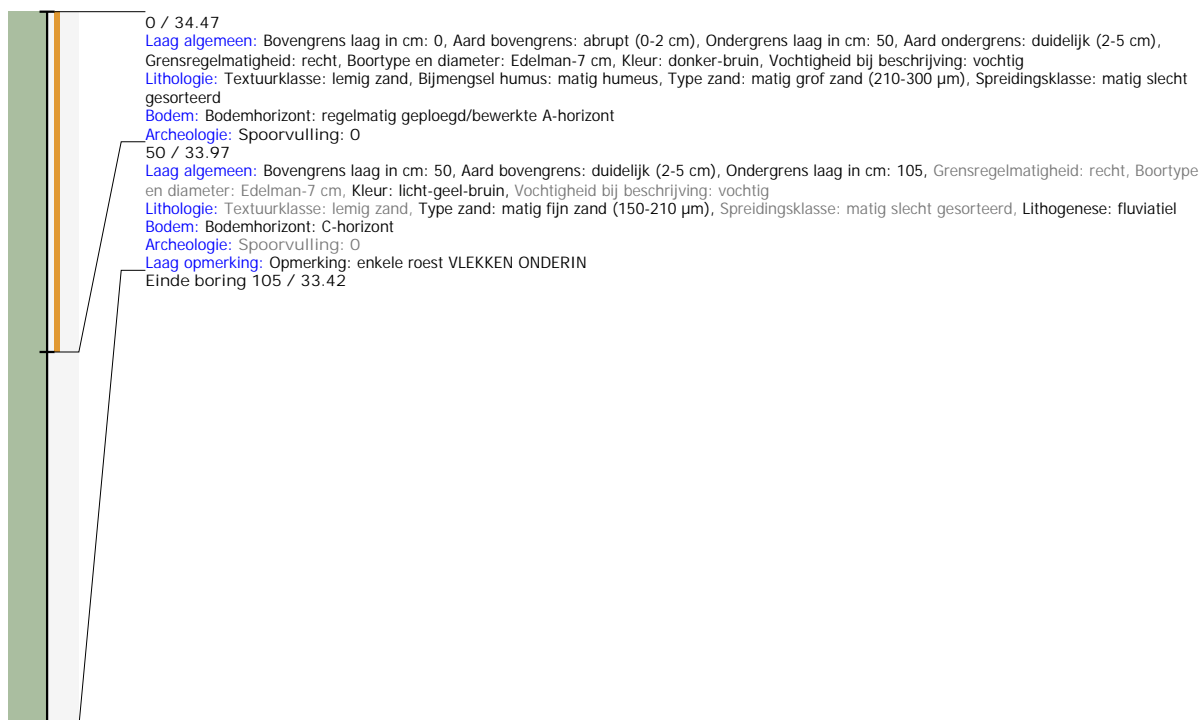 0 / 34.47
Laag algemeen: Bovengrens laag in cm: 0, Aard bovengrens: abrupt (0-2 cm), Ondergrens laag in cm: 50, Aard ondergrens: duidelijk (2-5 cm),
Grensregelmatigheid: recht, Boortype en diameter: Edelman-7 cm, Kleur: donker-bruin, Vochtigheid bij beschrijving: vochtig
Lithologie: Textuurklasse: lemig zand, Bijmengsel humus: matig humeus, Type zand: matig grof zand (210-300 µm), Spreidingsklasse: matig slecht
gesorteerd
Bodem: Bodemhorizont: regelmatig geploegd/bewerkte A-horizont
Archeologie: Spoorvulling: 0
50 / 33.97
Laag algemeen: Bovengrens laag in cm: 50, Aard bovengrens: duidelijk (2-5 cm), Ondergrens laag in cm: 105, Grensregelmatigheid: recht, Boortype
en diameter: Edelman-7 cm, Kleur: licht-geel-bruin, Vochtigheid bij beschrijving: vochtig
Lithologie: Textuurklasse: lemig zand, Type zand: matig fijn zand (150-210 µm), Spreidingsklasse: matig slecht gesorteerd, Lithogenese: fluviatiel
Bodem: Bodemhorizont: C-horizont
Archeologie: Spoorvulling: 0
Laag opmerking: Opmerking: enkele roest VLEKKEN ONDERIN
Einde boring 105 / 33.42